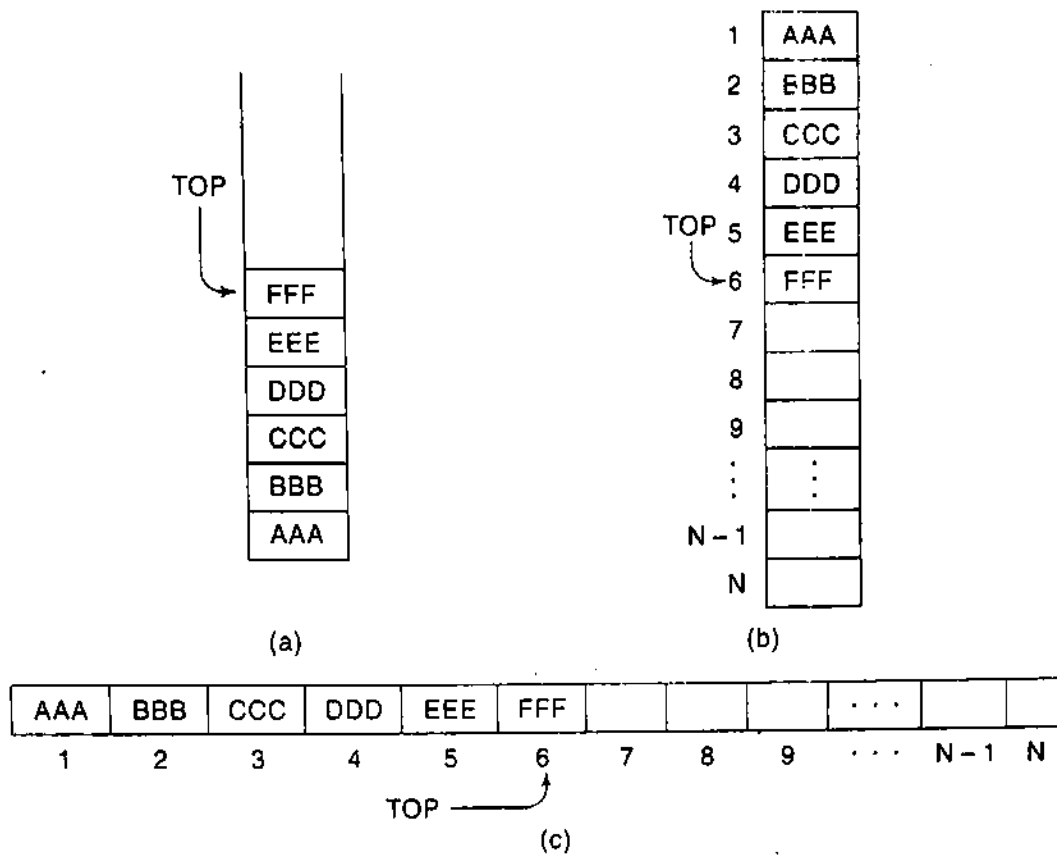 TOP
FFF
EEE
DDD
CCC
BBB
AAA
(a)
1 AAA
2 BBB
3 CCC
4 DDD
TOP 5 EEE
6 FFF
7
8
9
⋮ ⋮
N – 1
N
(b)
AAA BBB CCC DDD EEE FFF · · ·
1 2 3 4 5 6 7 8 9 · · · N – 1 N
TOP
(c)